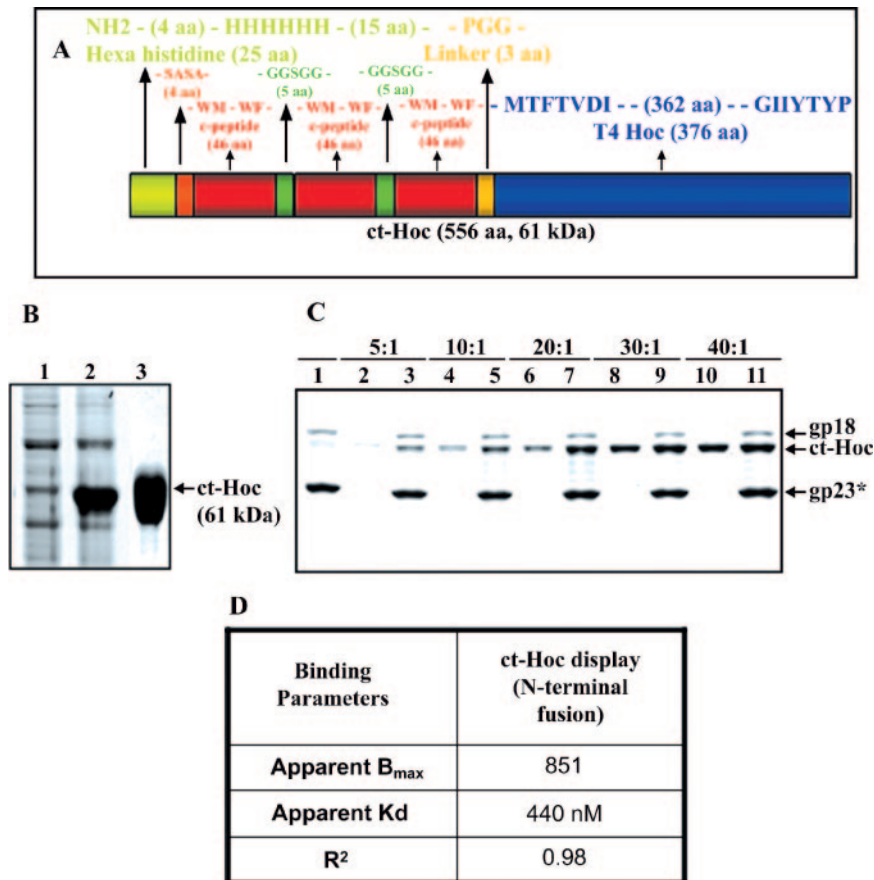 A
NH2 - (4 aa) - HHHHHH - (15 aa) - - PGG -
Hexa histidine (25 aa) Linker (3 aa)
- SASA- - GGSGG - - GGSGG -
(4 aa) (5 aa) (5 aa)
- WM - WF - - WM - WF - - WM - WF -
c-peptide c-peptide c-peptide
(46 aa) (46 aa) (46 aa)
- MTFTVDI - - (362 aa) - - GIIYTYP
T4 Hoc (376 aa)
ct-Hoc (556 aa, 61 kDa)
B
1 2 3
ct-Hoc
(61 kDa)
C
5:1 10:1 20:1 30:1 40:1
1 2 3 4 5 6 7 8 9 10 11
gp18
ct-Hoc
gp23*
D
Binding Parameters
ct-Hoc display (N-terminal fusion)
Apparent Bmax 851
Apparent Kd 440 nM
R² 0.98